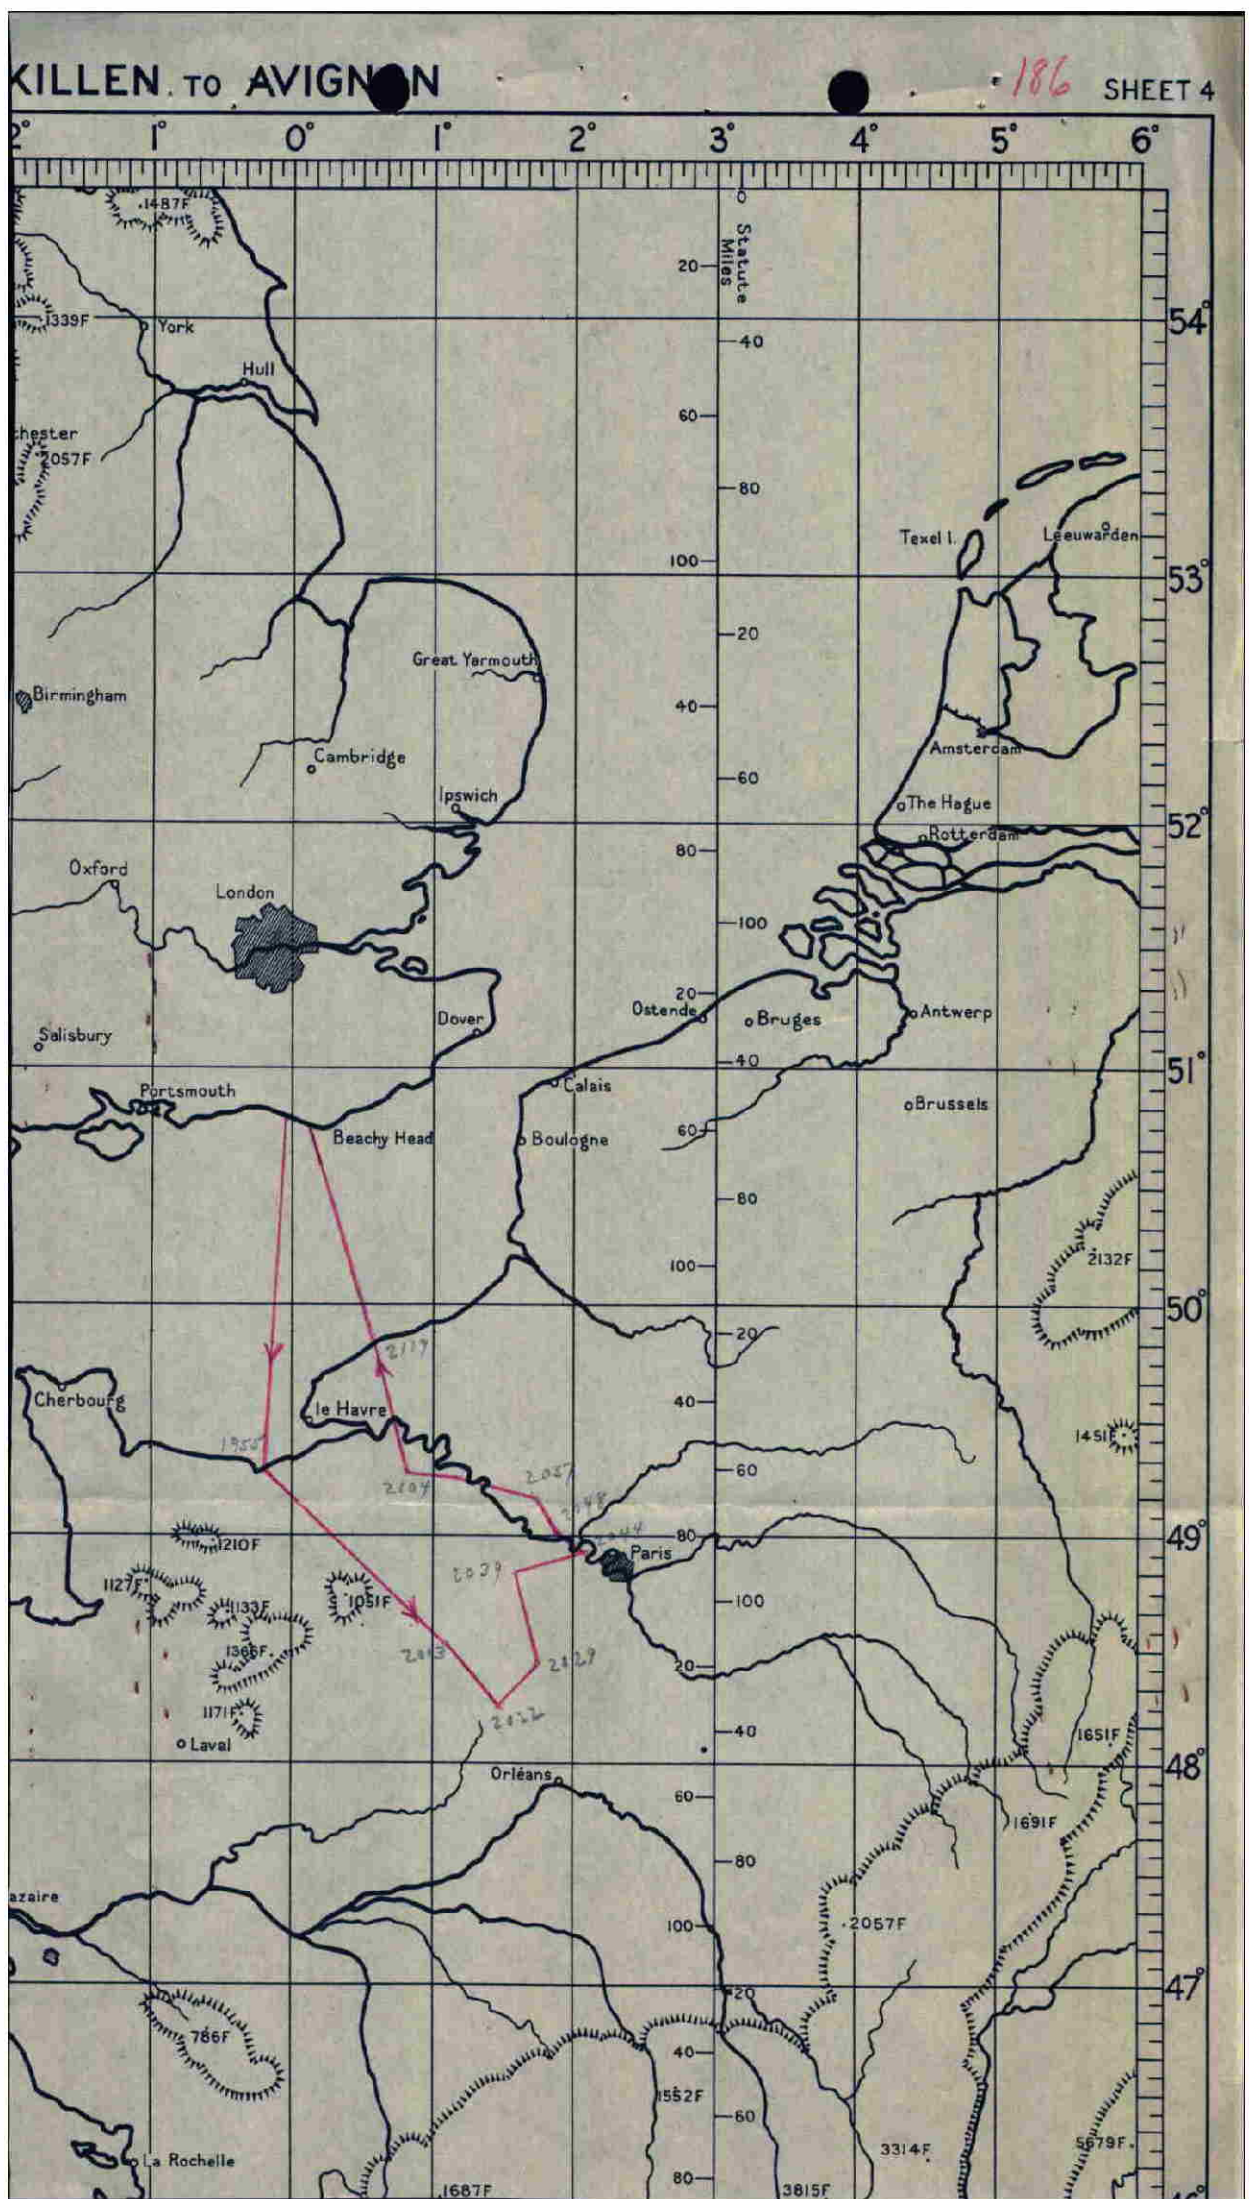 KILLEN. TO AVIGNON
186 SHEET 4
2° 1° 0° 1° 2° 3° 4° 5° 6°
.1487F
0
Statute
Miles
20
1339F
York
54°
40
Hull
60
chester
2057F
80
Texel I.
Leeuwarden
100
53°
20
Great Yarmouth
Birmingham
40
Amsterdam
Cambridge
60
Ipswich
The Hague
52°
Rotterdam
80
Oxford
London
100
20
Ostende
Bruges
Antwerp
Dover
Salisbury
40
51°
Calais
Portsmouth
Brussels
60
Beachy Head
Boulogne
80
2132F
100
50°
20
2119
Cherbourg
40
le Havre
1451F
1955
60
2057
2104
2048
80
2044
49°
1210F
Paris
2039
1127F
100
1051F
1133F
1366F.
2013
2029
20
1171F
2022
40
1651F
Laval
48°
Orléans
60
1691F
80
azaire
100
.2057F
47°
20
786F
40
1552F
60
3314F
5679F.
La Rochelle
80
1687F
3815F